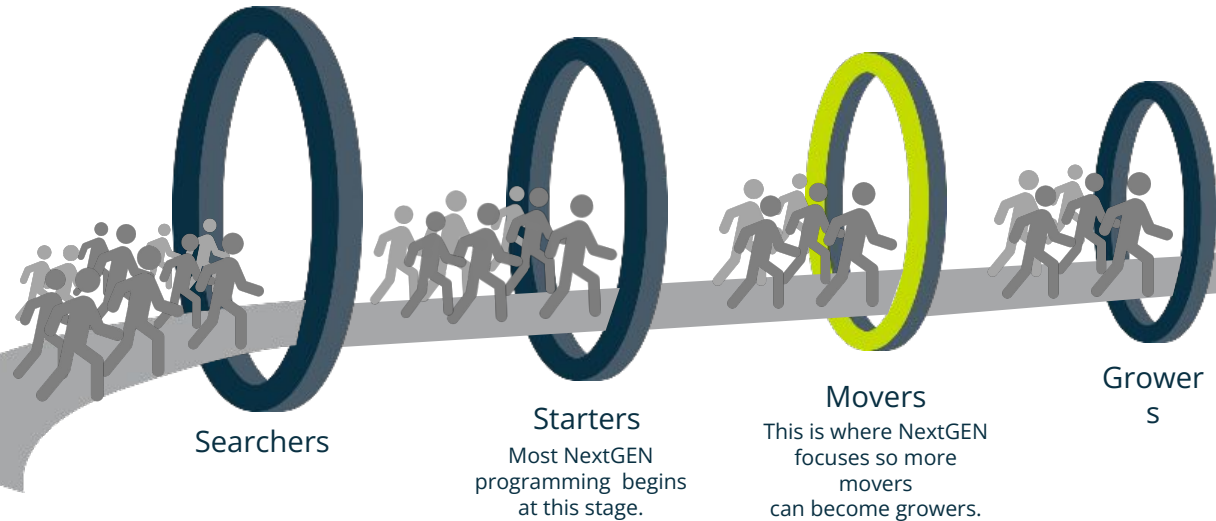 Searchers
Starters
Most NextGEN
programming begins
at this stage.
Movers
This is where NextGEN
focuses so more
movers
can become growers.
Grower
s